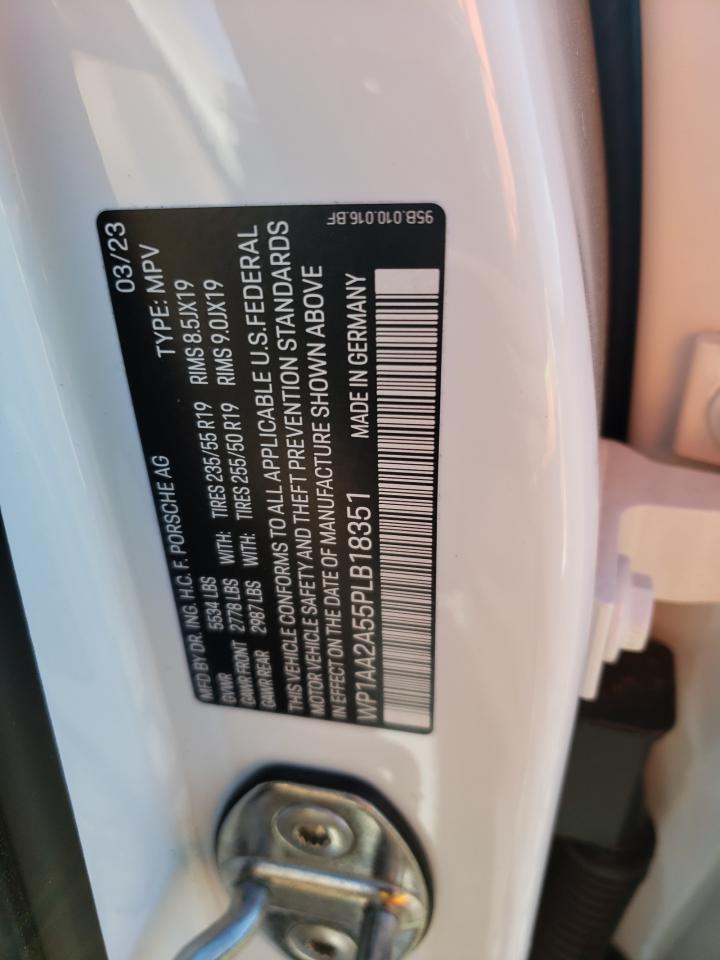 MFD BY DR. ING. H.C. F. PORSCHE AG 03/23
GVWR 5534 LBS TYPE: MPV
GAWR FRONT 2778 LBS WITH: TIRES 235/55 R19 RIMS 8.5JX19
GAWR REAR 2987 LBS WITH: TIRES 255/50 R19 RIMS 9.0JX19
THIS VEHICLE CONFORMS TO ALL APPLICABLE U.S.FEDERAL
MOTOR VEHICLE SAFETY AND THEFT PREVENTION STANDARDS
IN EFFECT ON THE DATE OF MANUFACTURE SHOWN ABOVE
WP1AA2A55PLB18351 MADE IN GERMANY
95B.010.016.BF